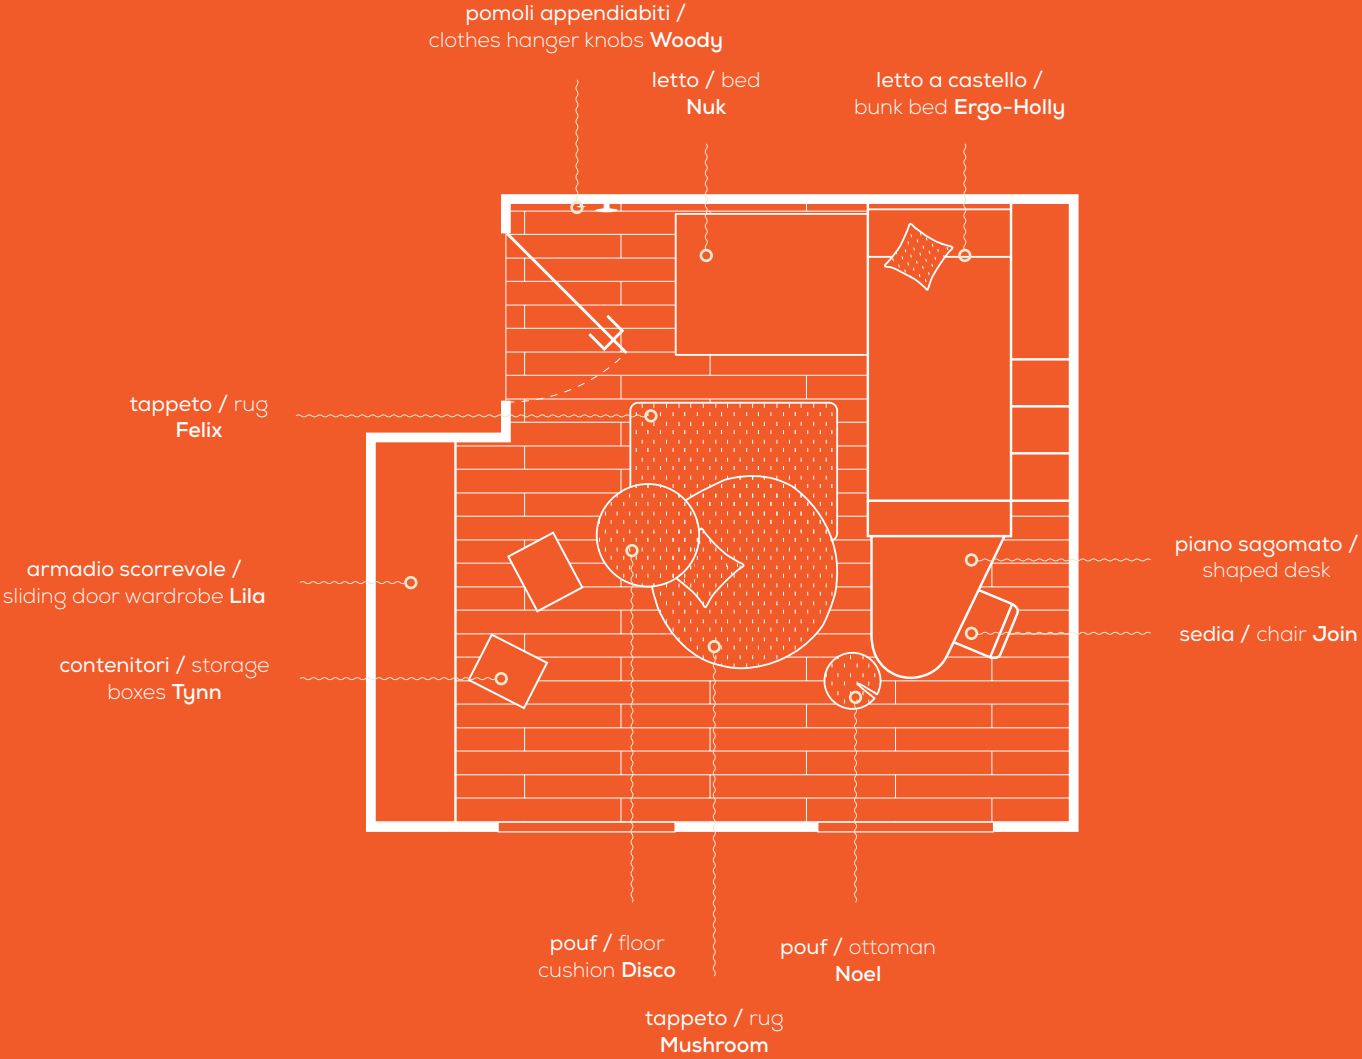 pomoli appendiabiti /
clothes hanger knobs Woody
letto / bed
Nuk
letto a castello /
bunk bed Ergo-Holly
tappeto / rug
Felix
armadio scorrevole /
sliding door wardrobe Lila
contenitori / storage
boxes Tynn
piano sagomato /
shaped desk
sedia / chair Join
pouf / floor
cushion Disco
pouf / ottoman
Noel
tappeto / rug
Mushroom